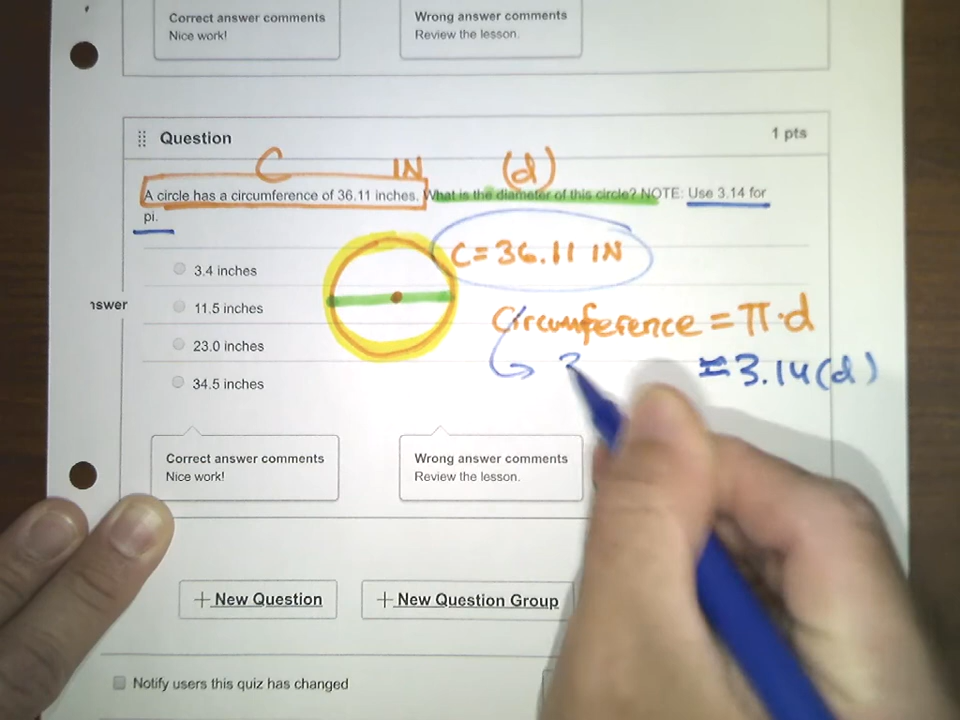 Correct answer comments
Nice work!
Wrong answer comments
Review the lesson.
Question
1 pts
C IN (d)
A circle has a circumference of 36.11 inches. What is the diameter of this circle? NOTE: Use 3.14 for
pi.
C = 36.11 IN
3.4 inches
nswer
11.5 inches
Circumference = π · d
23.0 inches
= 3.14 (d)
34.5 inches
Correct answer comments
Nice work!
Wrong answer comments
Review the lesson.
+ New Question
+ New Question Group
Notify users this quiz has changed